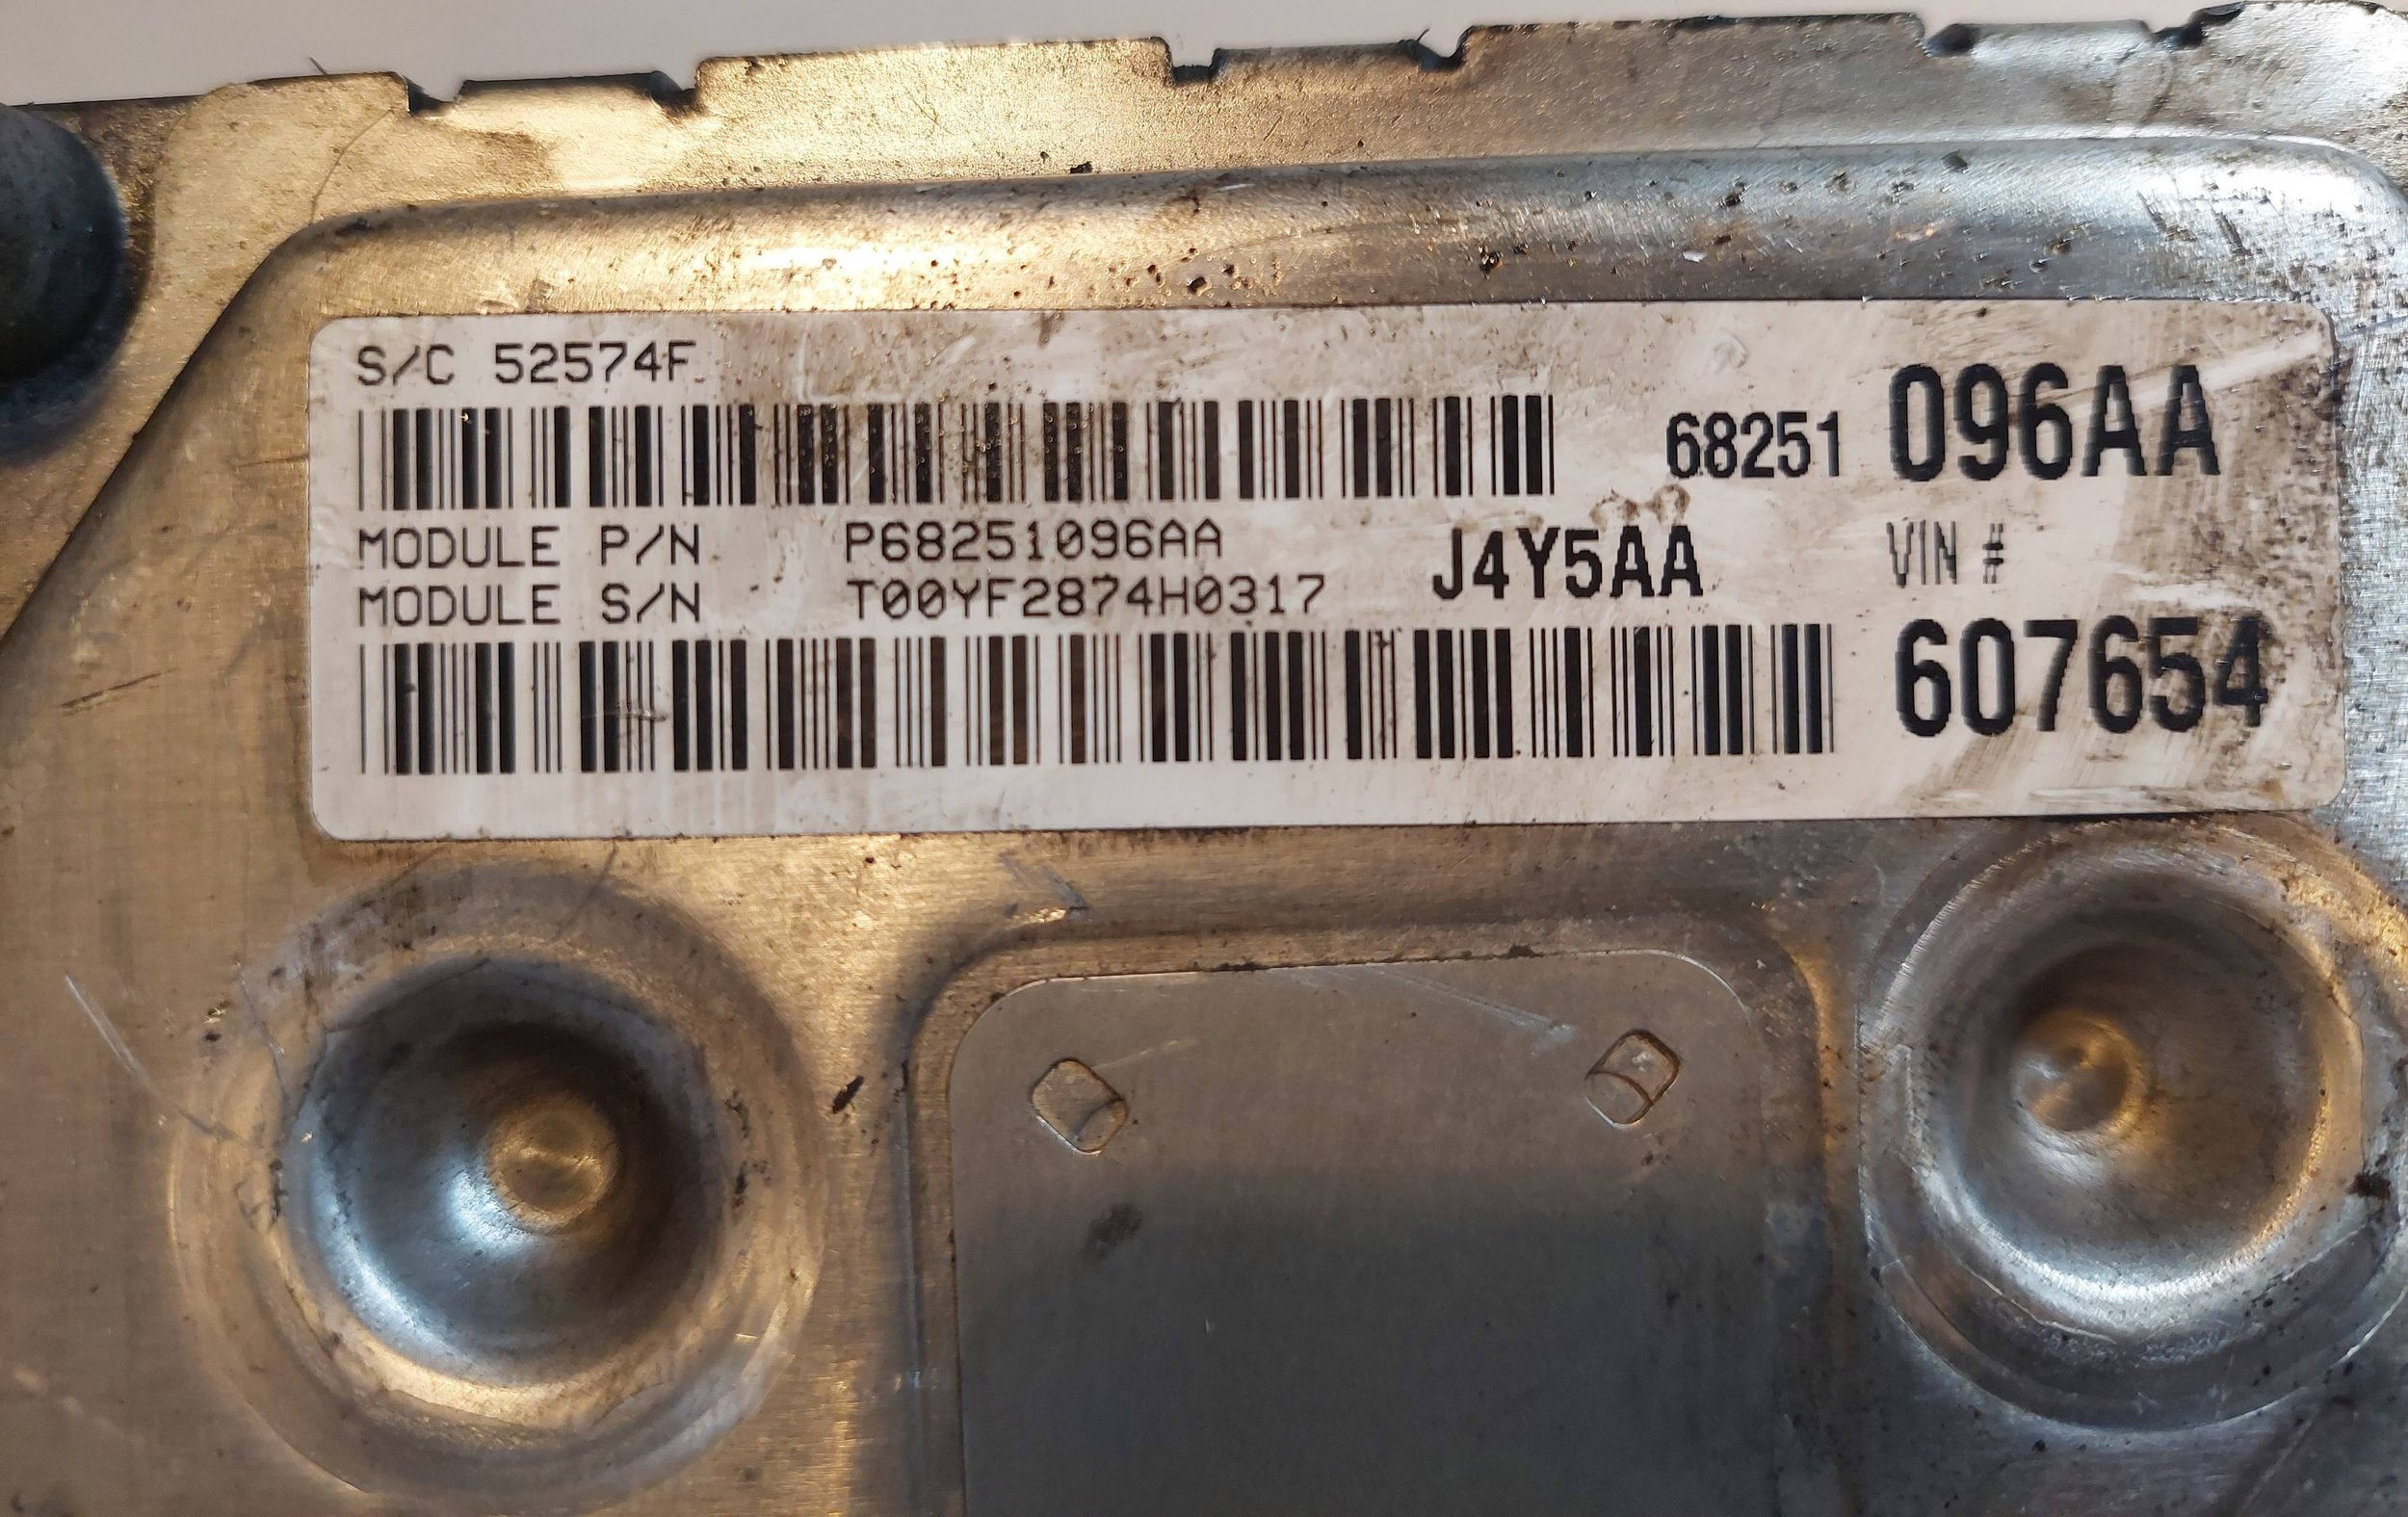 S/C 52574F
68251 096AA
MODULE P/N P68251096AA
MODULE S/N T00YF2874H0317
J4Y5AA
VIN #
607654